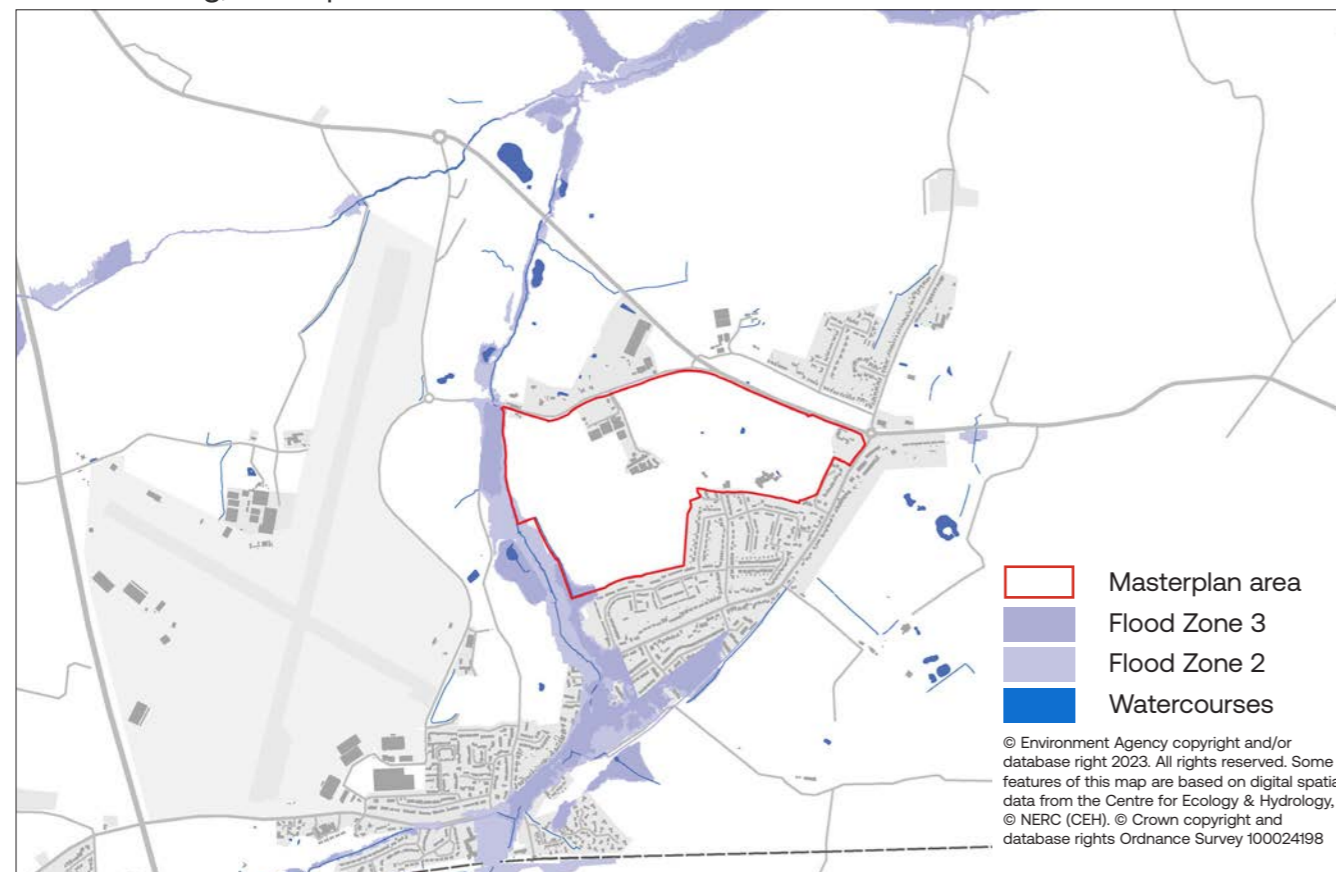 Masterplan area
Flood Zone 3
Flood Zone 2
Watercourses
© Environment Agency copyright and/or
database right 2023. All rights reserved. Some
features of this map are based on digital spatia
data from the Centre for Ecology & Hydrology,
© NERC (CEH). © Crown copyright and
database rights Ordnance Survey 100024198